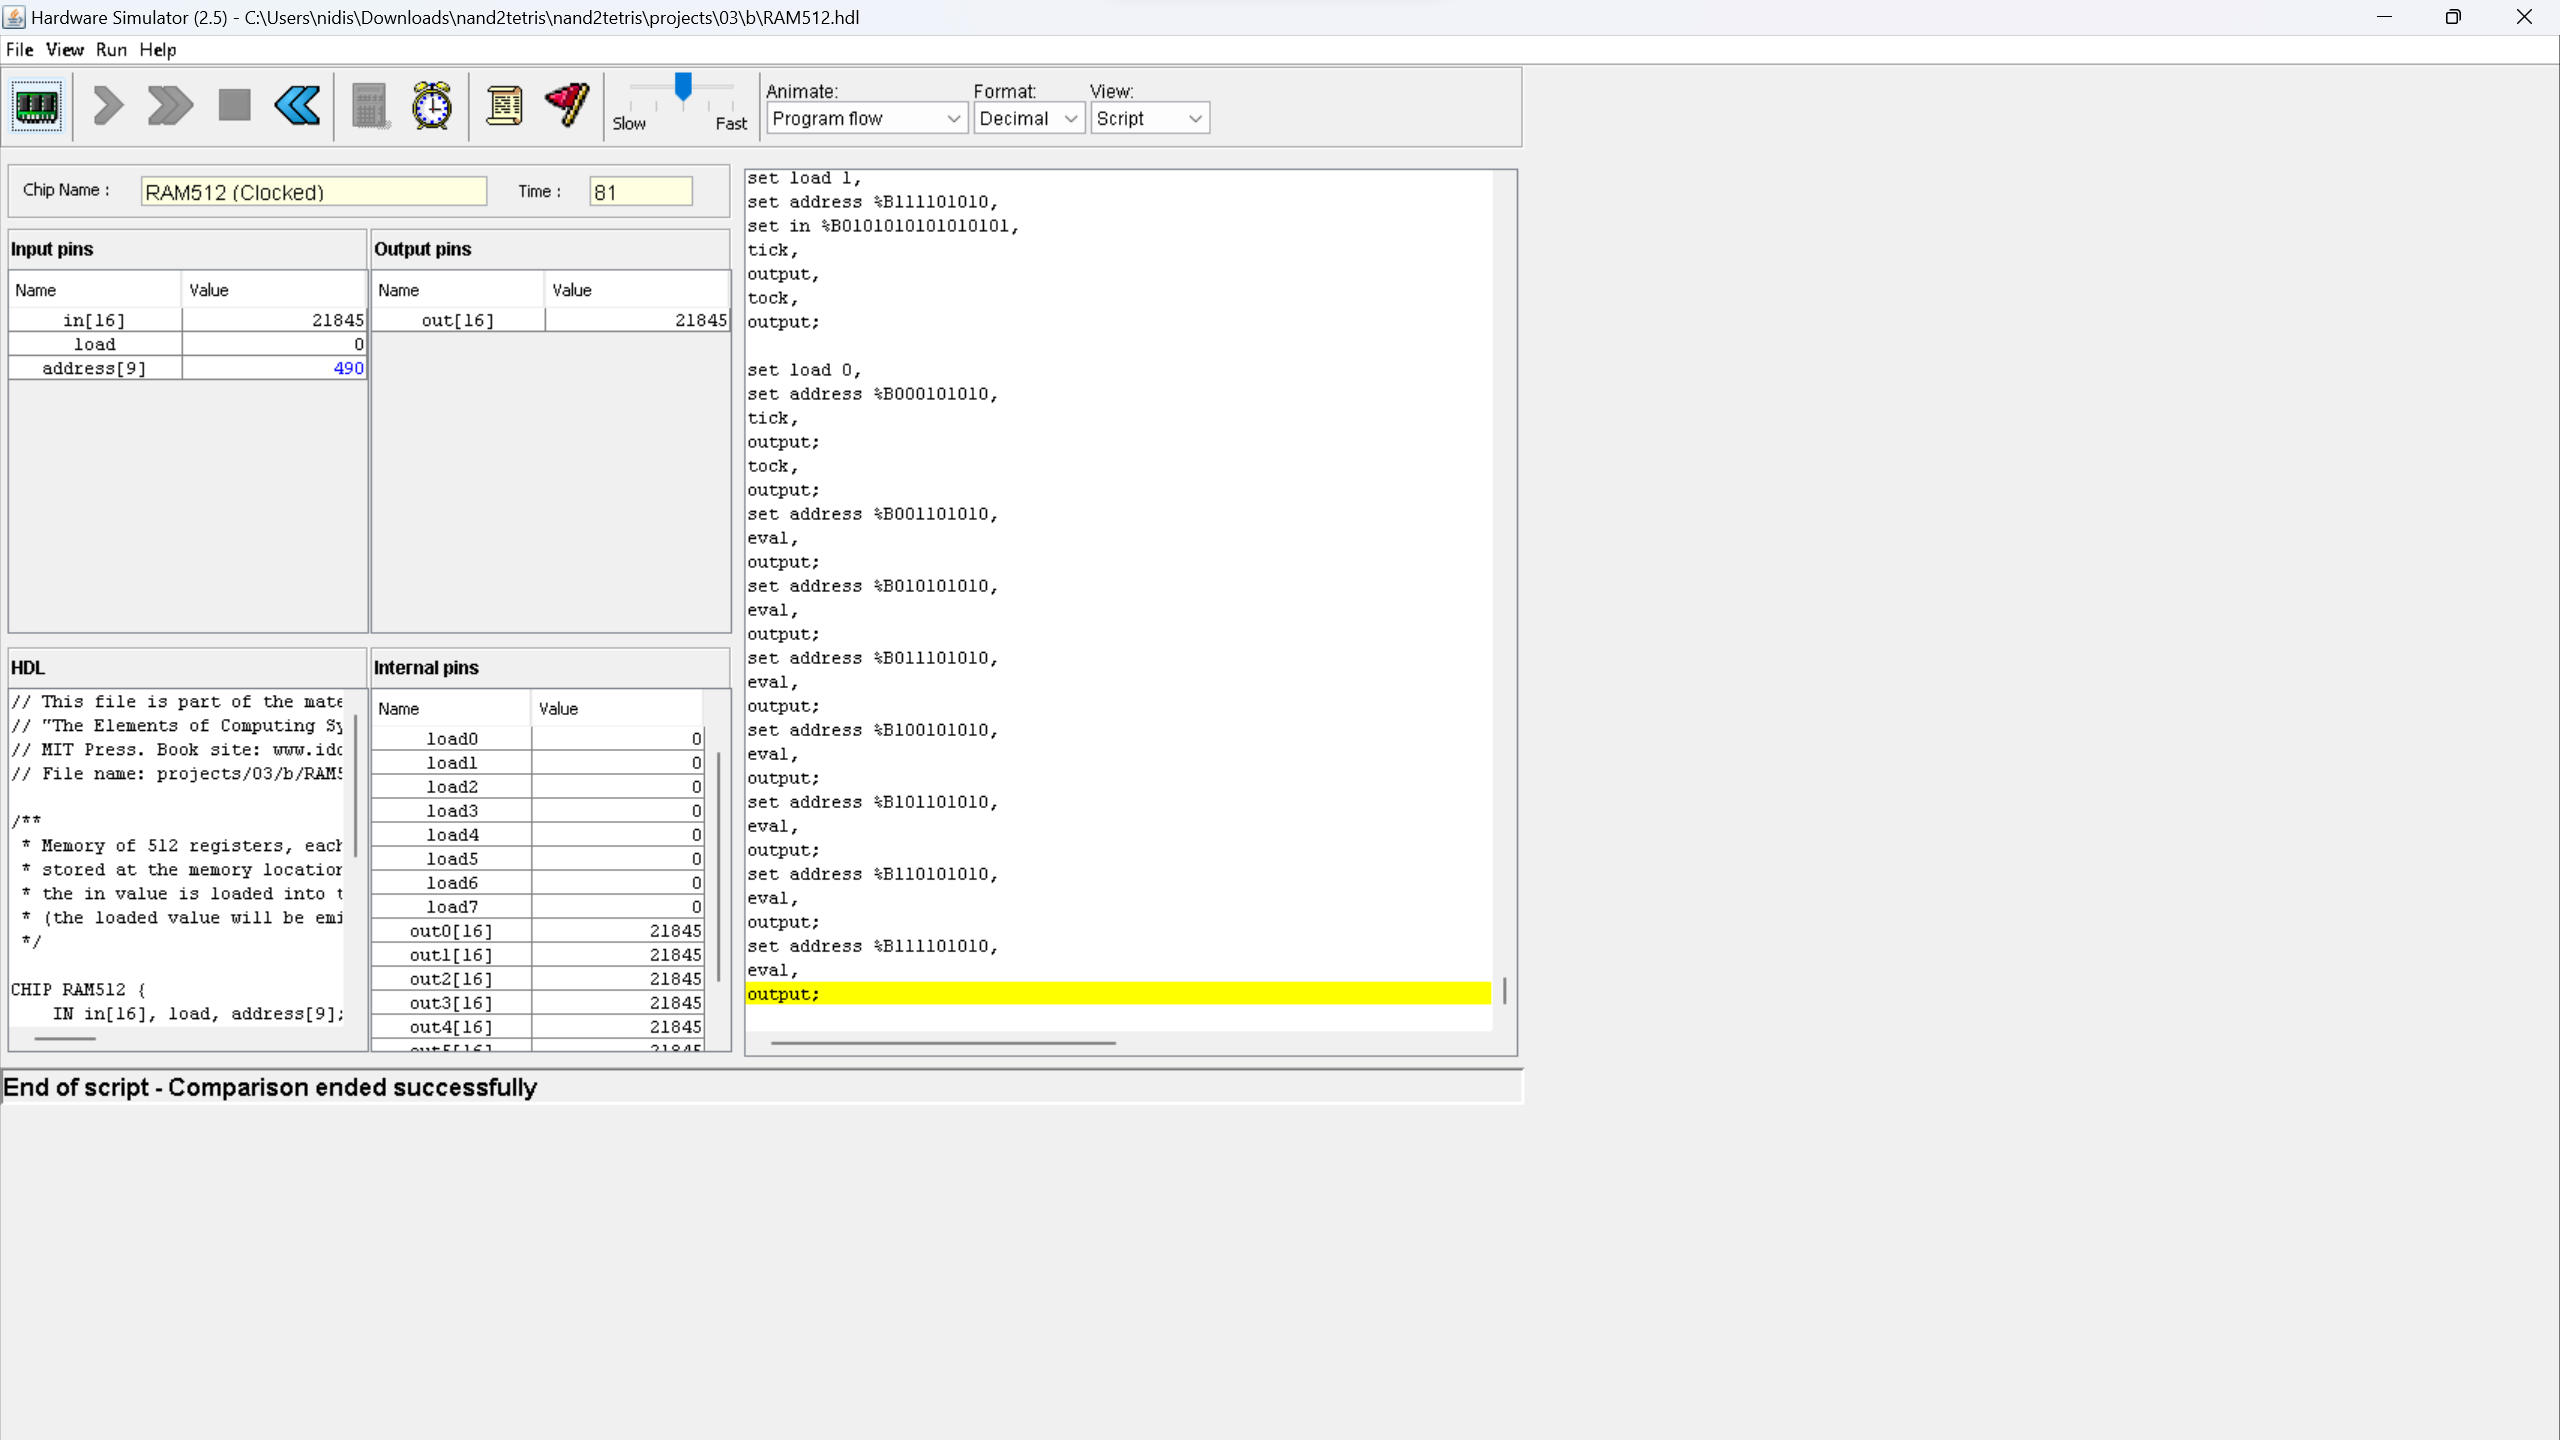 Hardware Simulator (2.5) - C:\Users\nidis\Downloads\nand2tetris\nand2tetris\projects\03\b\RAM512.hdl
File View Run Help
Slow Fast
Animate:
Program flow
Format:
Decimal
View:
Script
Chip Name : RAM512 (Clocked) Time : 81
Input pins
Name Value
in[16] 21845
load 0
address[9] 490
Output pins
Name Value
out[16] 21845
HDL
// This file is part of the mate
// "The Elements of Computing Sy
// MIT Press. Book site: www.idc
// File name: projects/03/b/RAM5
/**
* Memory of 512 registers, each
* stored at the memory location
* the in value is loaded into t
* (the loaded value will be emi
*/
CHIP RAM512 {
IN in[16], load, address[9];
Internal pins
Name Value
load0 0
load1 0
load2 0
load3 0
load4 0
load5 0
load6 0
load7 0
out0[16] 21845
out1[16] 21845
out2[16] 21845
out3[16] 21845
out4[16] 21845
out5[16] 21845
set load 1,
set address %B111101010,
set in %B0101010101010101,
tick,
output,
tock,
output;
set load 0,
set address %B000101010,
tick,
output;
tock,
output;
set address %B001101010,
eval,
output;
set address %B010101010,
eval,
output;
set address %B011101010,
eval,
output;
set address %B100101010,
eval,
output;
set address %B101101010,
eval,
output;
set address %B110101010,
eval,
output;
set address %B111101010,
eval,
output;
End of script - Comparison ended successfully